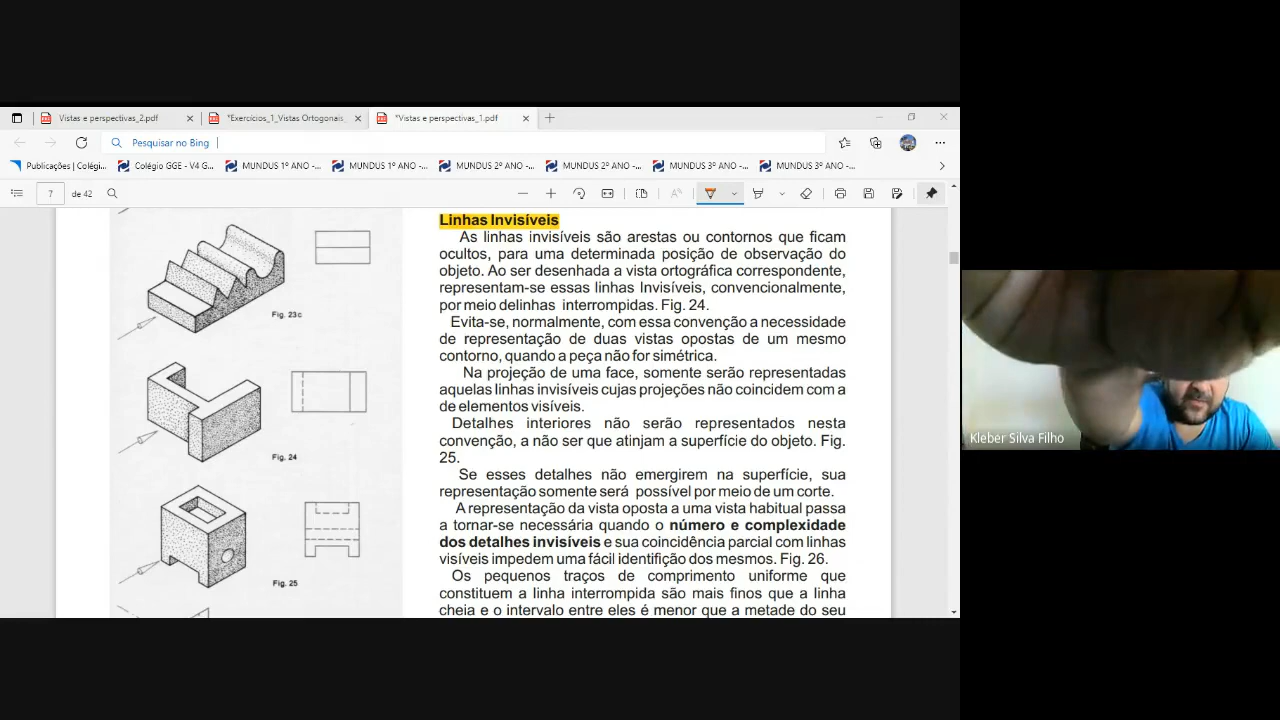 Vistas e perspectivas_2.pdf
*Exercícios_1_Vistas Ortogonais_
*Vistas e perspectivas_1.pdf
Pesquisar no Bing
Publicações | Colégi...
Colégio GGE - V4 G...
MUNDUS 1º ANO -...
MUNDUS 1º ANO -...
MUNDUS 2º ANO -...
MUNDUS 2º ANO -...
MUNDUS 3º ANO -...
MUNDUS 3º ANO -...
7 de 42
Fig. 23c
Fig. 24
Fig. 25
Linhas Invisíveis
As linhas invisíveis são arestas ou contornos que ficam
ocultos, para uma determinada posição de observação do
objeto. Ao ser desenhada a vista ortográfica correspondente,
representam-se essas linhas Invisíveis, convencionalmente,
por meio delinhas interrompidas. Fig. 24.
Evita-se, normalmente, com essa convenção a necessidade
de representação de duas vistas opostas de um mesmo
contorno, quando a peça não for simétrica.
Na projeção de uma face, somente serão representadas
aquelas linhas invisíveis cujas projeções não coincidem com a
de elementos visíveis.
Detalhes interiores não serão representados nesta
convenção, a não ser que atinjam a superfície do objeto. Fig.
25.
Se esses detalhes não emergirem na superfície, sua
representação somente será possível por meio de um corte.
A representação da vista oposta a uma vista habitual passa
a tornar-se necessária quando o número e complexidade
dos detalhes invisíveis e sua coincidência parcial com linhas
visíveis impedem uma fácil identifição dos mesmos. Fig. 26.
Os pequenos traços de comprimento uniforme que
constituem a linha interrompida são mais finos que a linha
cheia e o intervalo entre eles é menor que a metade do seu
Kleber Silva Filho